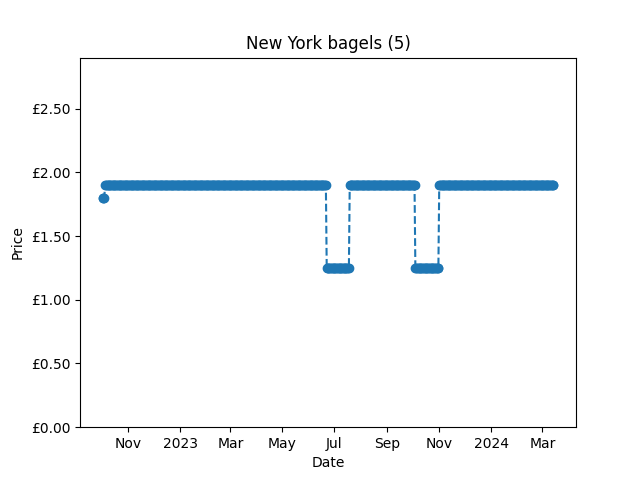 New York bagels (5)
£2.50
£2.00
£1.50
£1.00
£0.50
£0.00
Price
Nov 2023 Mar May Jul Sep Nov 2024 Mar
Date